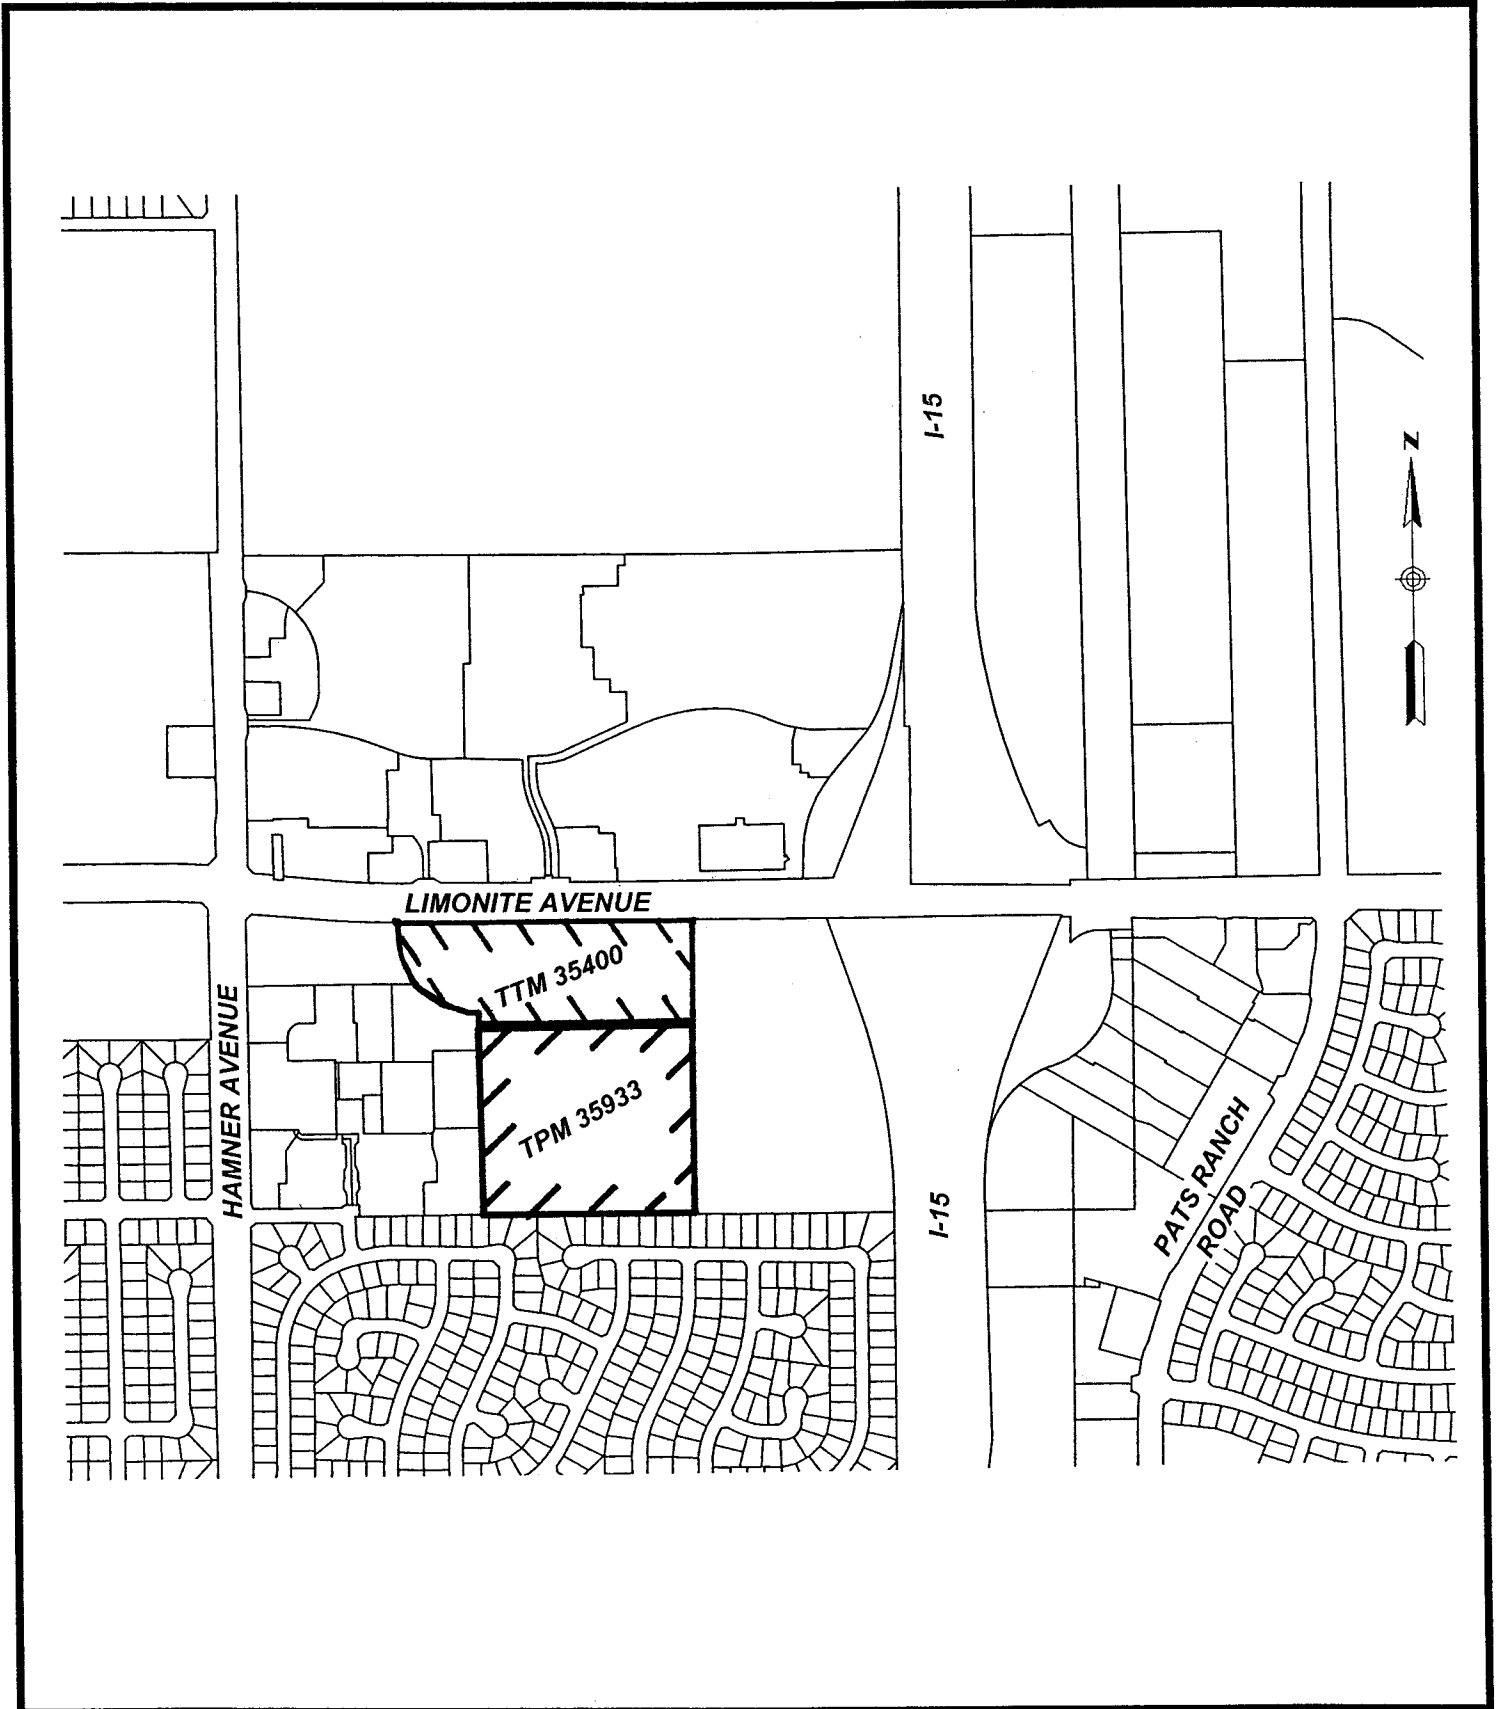 I-15
N
LIMONITE AVENUE
TTM 35400
HAMNER AVENUE
TPM 35933
I-15
PATS RANCH
ROAD